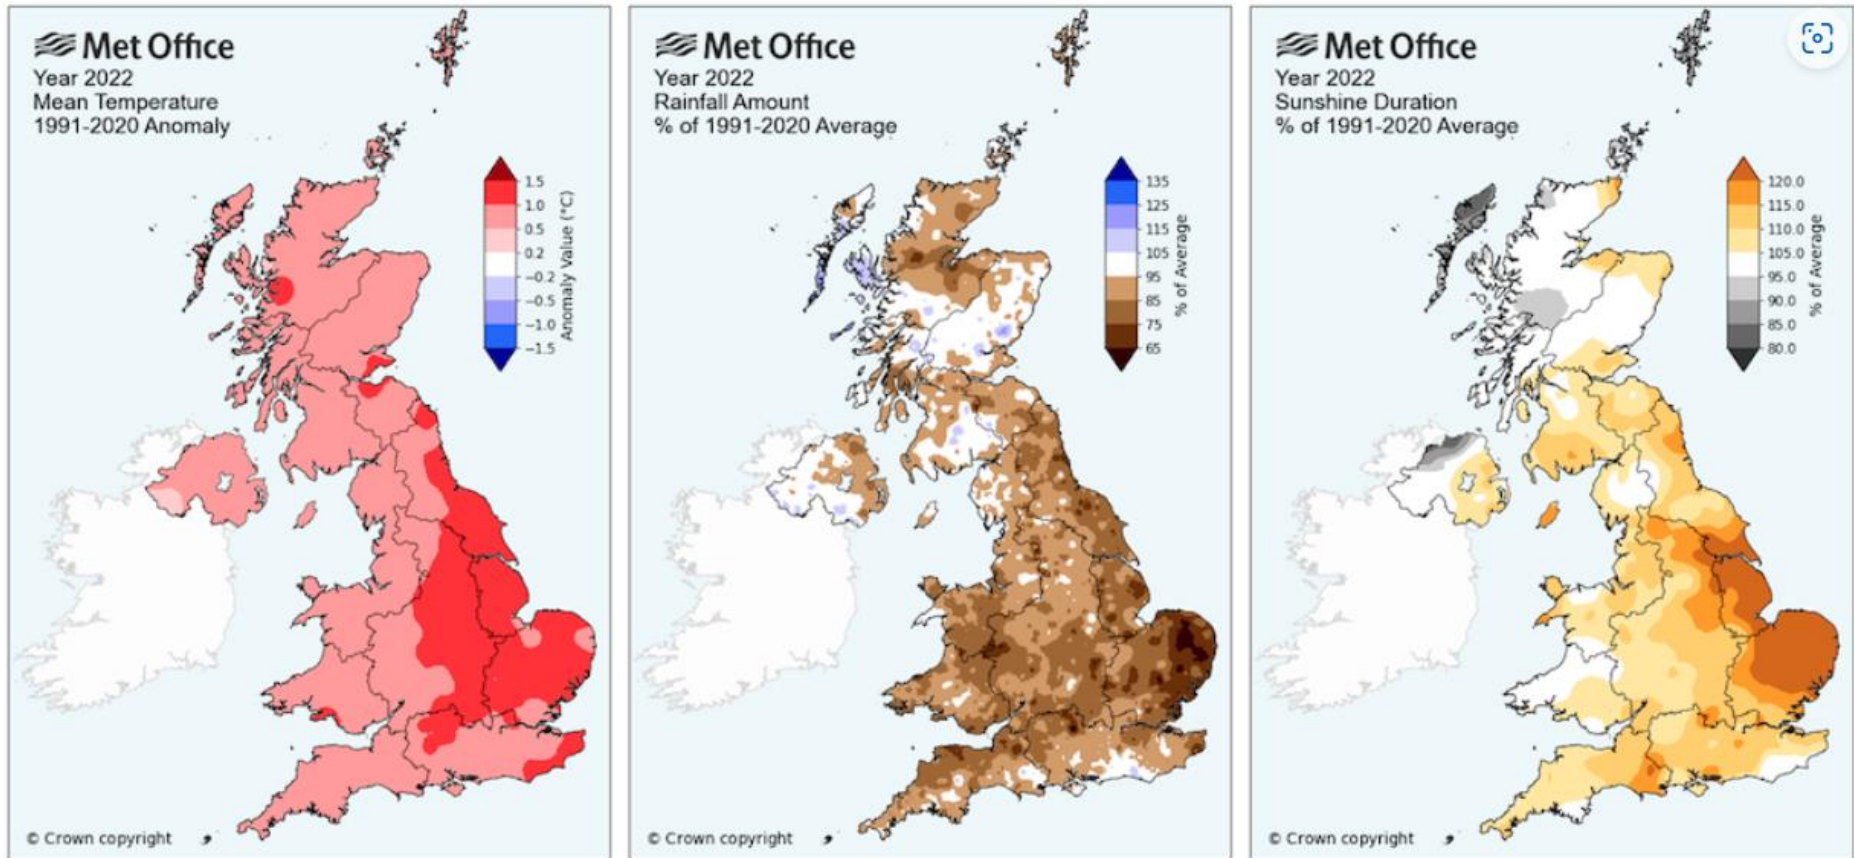 Met Office
Year 2022
Mean Temperature
1991-2020 Anomaly
1.5
1.0
0.5
0.2
−0.2
−0.5
−1.0
−1.5
Anomaly Value (°C)
© Crown copyright
Met Office
Year 2022
Rainfall Amount
% of 1991-2020 Average
135
125
115
105
95
85
75
65
% of Average
© Crown copyright
Met Office
Year 2022
Sunshine Duration
% of 1991-2020 Average
120.0
115.0
110.0
105.0
95.0
90.0
85.0
80.0
% of Average
© Crown copyright